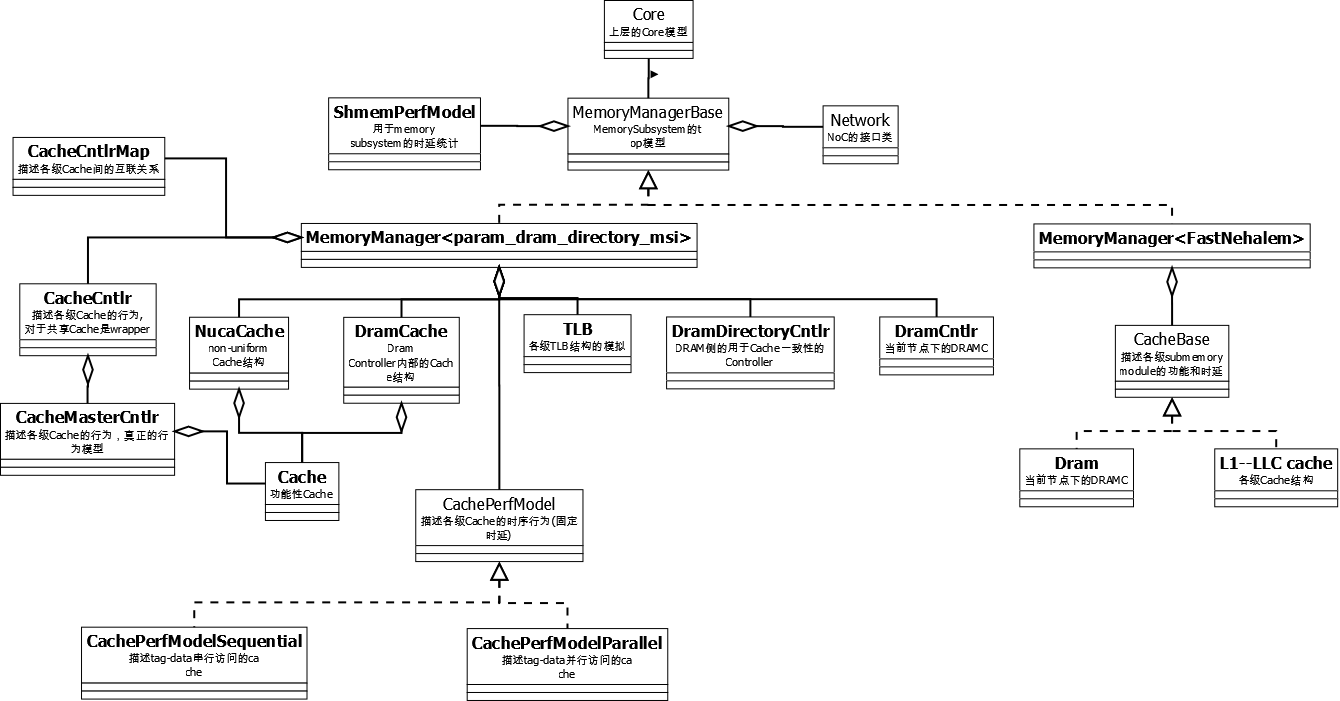 Core
上层的Core模型
ShmemPerfModel
用于memory
subsystem的时延统计
MemoryManagerBase
MemorySubsystem的t
op模型
Network
NoC的接口类
CacheCntlrMap
描述各级Cache间的互联关系
MemoryManager<param_dram_directory_msi>
MemoryManager<FastNehalem>
CacheCntlr
描述各级Cache的行为,
对于共享Cache是wrapper
NucaCache
non-uniform
Cache结构
DramCache
Dram
Controller内部的Cach
e结构
TLB
各级TLB结构的模拟
DramDirectoryCntlr
DRAM侧的用于Cache一致性的
Controller
DramCntlr
当前节点下的DRAMC
CacheBase
描述各级submemory
module的功能和时延
CacheMasterCntlr
描述各级Cache的行为，真正的行
为模型
Cache
功能性Cache
Dram
当前节点下的DRAMC
L1--LLC cache
各级Cache结构
CachePerfModel
描述各级Cache的时序行为(固定
时延)
CachePerfModelSequential
描述tag-data串行访问的ca
che
CachePerfModelParallel
描述tag-data并行访问的ca
che